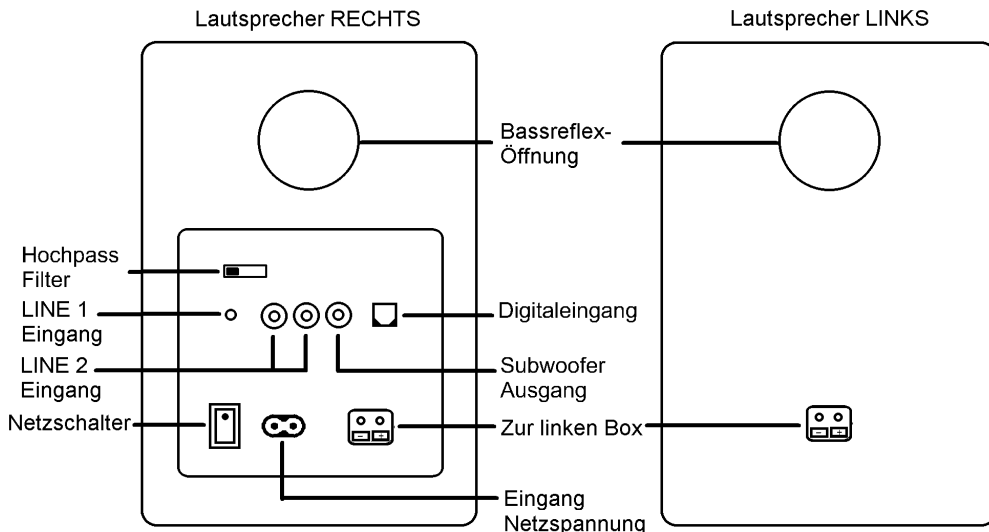 Lautsprecher RECHTS
Lautsprecher LINKS
Bassreflex-
Öffnung
Hochpass
Filter
LINE 1
Eingang
Digitaleingang
LINE 2
Eingang
Subwoofer
Ausgang
Netzschalter
Zur linken Box
- +
- +
Eingang
Netzspannung